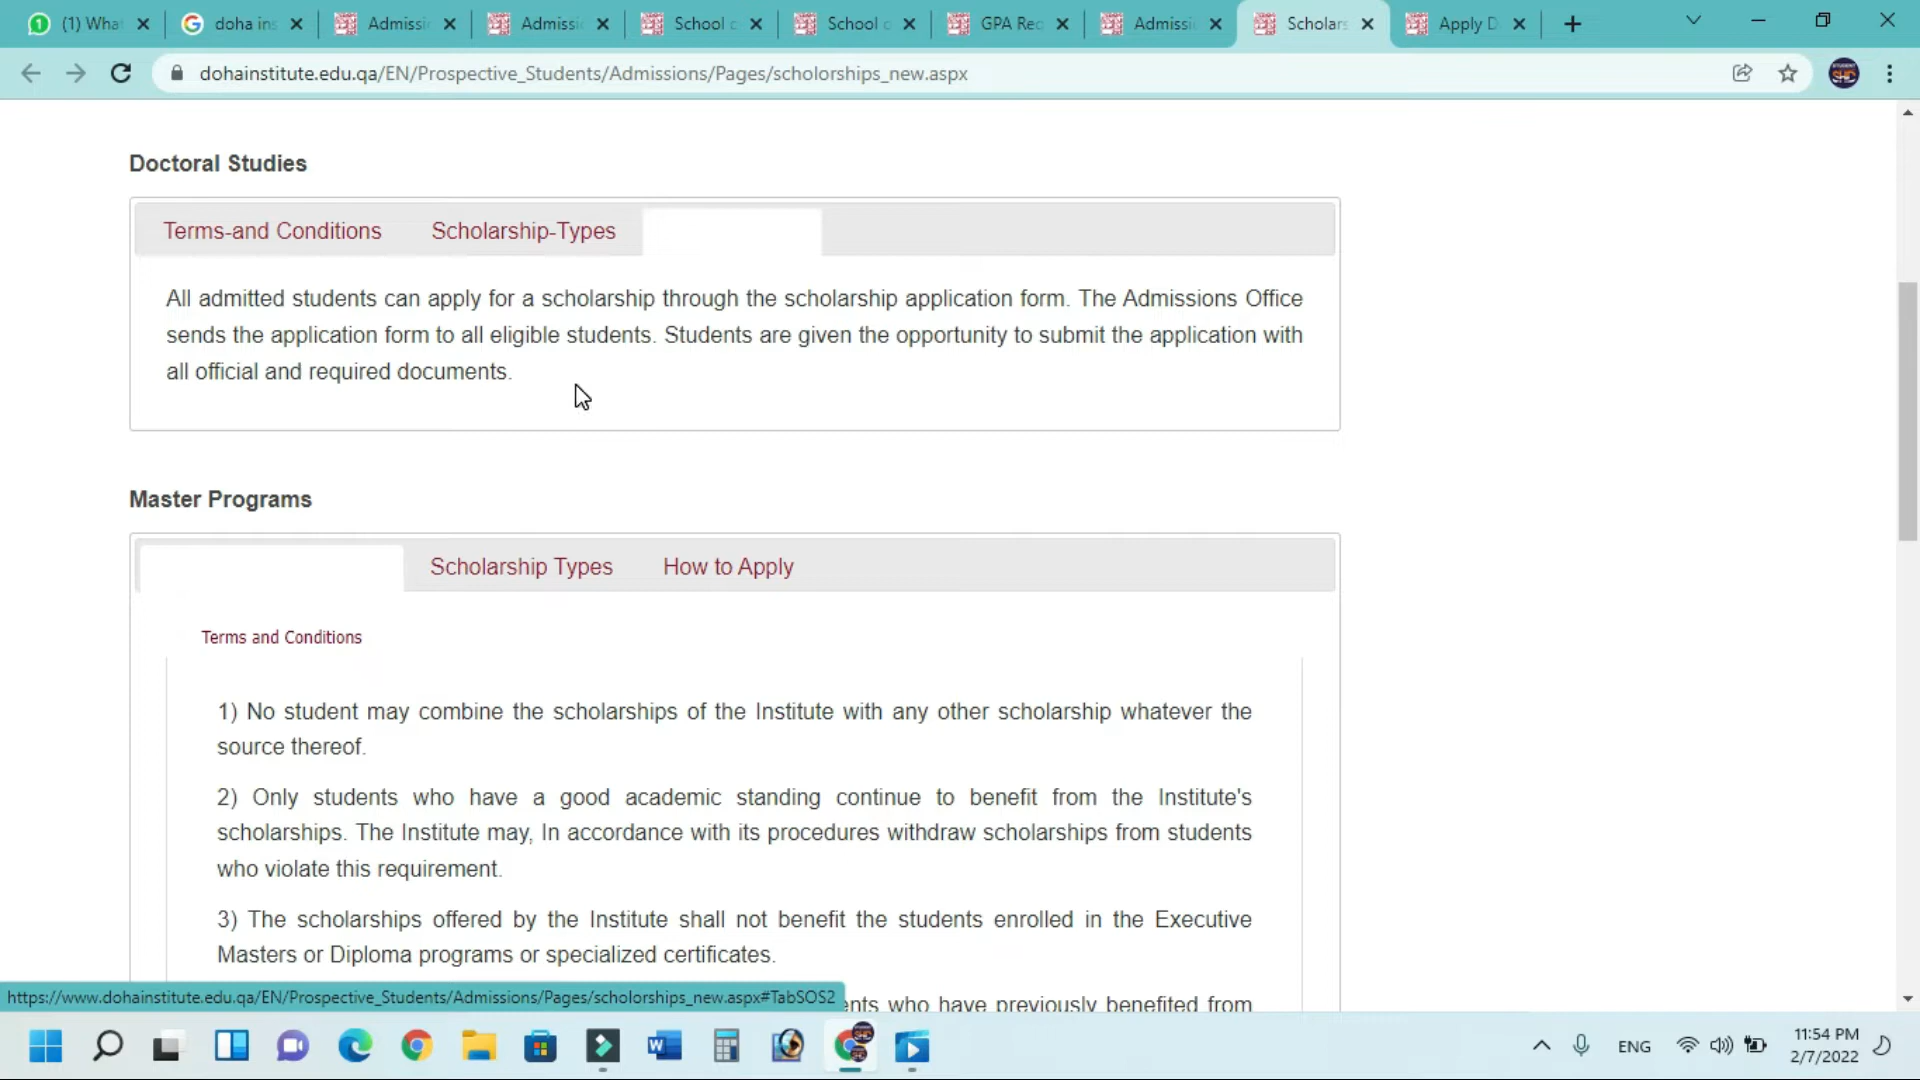 (1) What
doha ins
Admissi
Admissi
School o
School o
GPA Req
Admissi
Scholars
Apply D
dohainstitute.edu.qa/EN/Prospective_Students/Admissions/Pages/scholorships_new.aspx
Doctoral Studies
Terms-and Conditions
Scholarship-Types
All admitted students can apply for a scholarship through the scholarship application form. The Admissions Office
sends the application form to all eligible students. Students are given the opportunity to submit the application with
all official and required documents.
Master Programs
Scholarship Types
How to Apply
Terms and Conditions
1) No student may combine the scholarships of the Institute with any other scholarship whatever the
source thereof.
2) Only students who have a good academic standing continue to benefit from the Institute's
scholarships. The Institute may, In accordance with its procedures withdraw scholarships from students
who violate this requirement.
3) The scholarships offered by the Institute shall not benefit the students enrolled in the Executive
Masters or Diploma programs or specialized certificates.
ents who have previously benefited from
https://www.dohainstitute.edu.qa/EN/Prospective_Students/Admissions/Pages/scholorships_new.aspx#TabSOS2
ENG
11:54 PM
2/7/2022